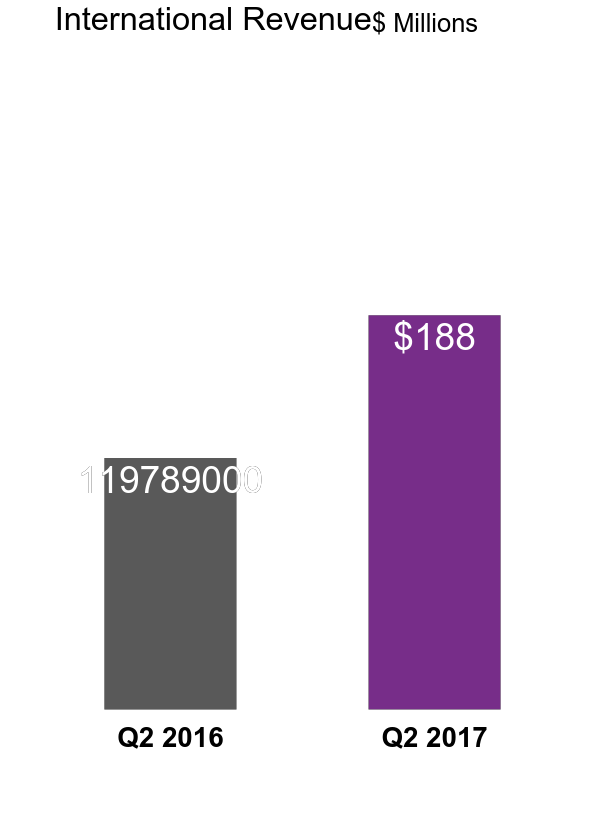 International Revenue$ Millions
$188
119789000
Q2 2016 Q2 2017